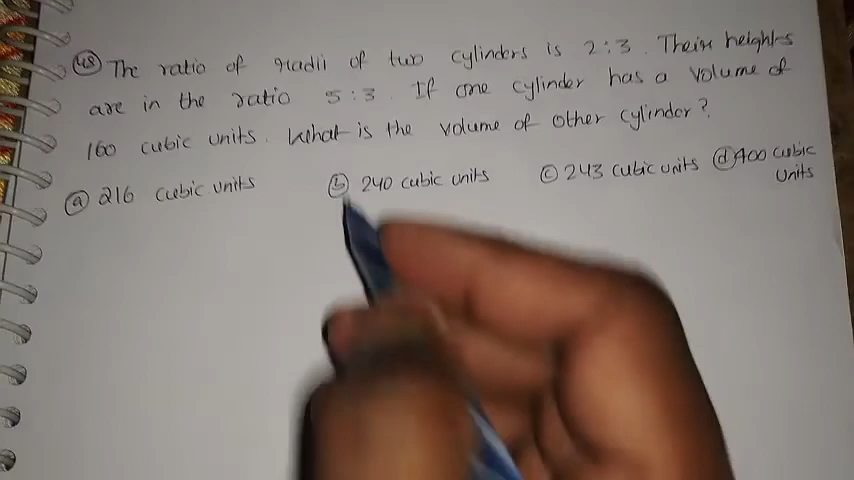 48 The ratio of radii of two cylinders is 2:3. Their heights
are in the ratio 5:3. If one cylinder has a volume of
160 cubic units. What is the volume of other cylinder?
a 216 cubic units b 240 cubic units c 243 cubic units d 400 cubic
units